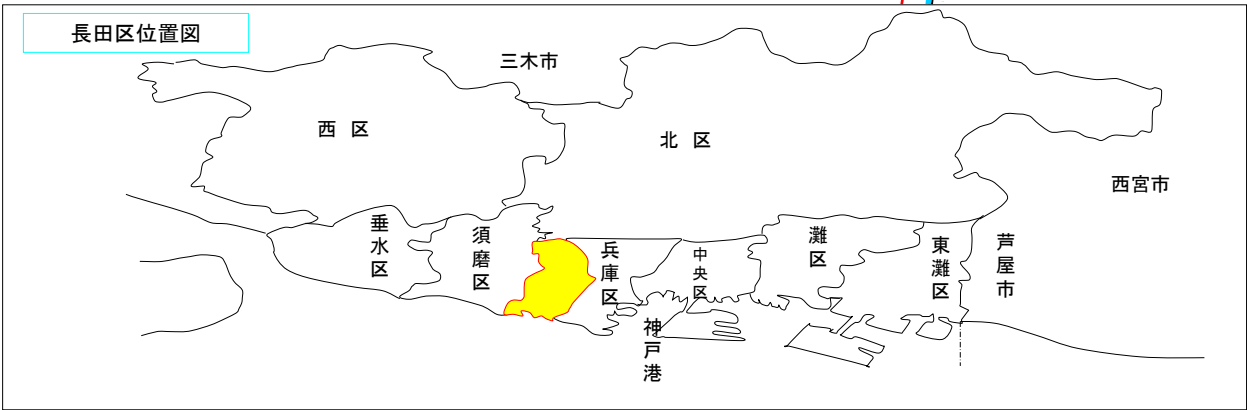 長田区位置図
三木市
西 区
北 区
西宮市
垂水区
須磨区
兵庫区
中央区
灘区
東灘区
芦屋市
神戸港